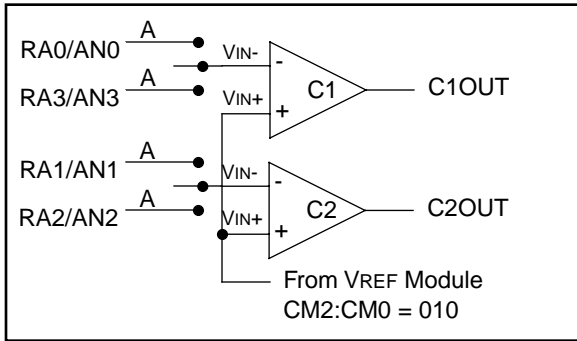 RA0/AN0 A VIN- -
RA3/AN3 A VIN+ + C1 C1OUT
RA1/AN1 A VIN- -
RA2/AN2 A VIN+ + C2 C2OUT
From VREF Module
CM2:CM0 = 010